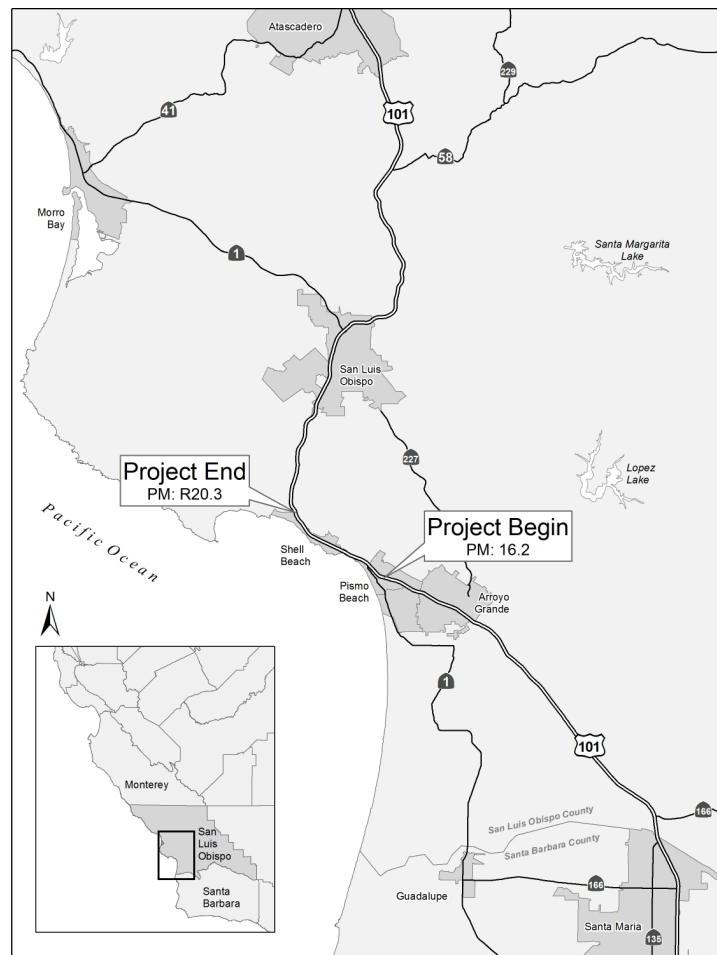 Atascadero
229
101
41
58
Morro
Bay
Santa Margarita
Lake
1
San Luis
Obispo
227
Project End
PM: R20.3
Lopez
Lake
Project Begin
PM: 16.2
Pacific Ocean
Shell
Beach
Pismo
Beach
Arroyo
Grande
N
1
101
Monterey
166
San Luis Obispo County
San
Luis
Obispo
Santa Barbara County
Santa
Barbara
166
Guadalupe
Santa Maria
135